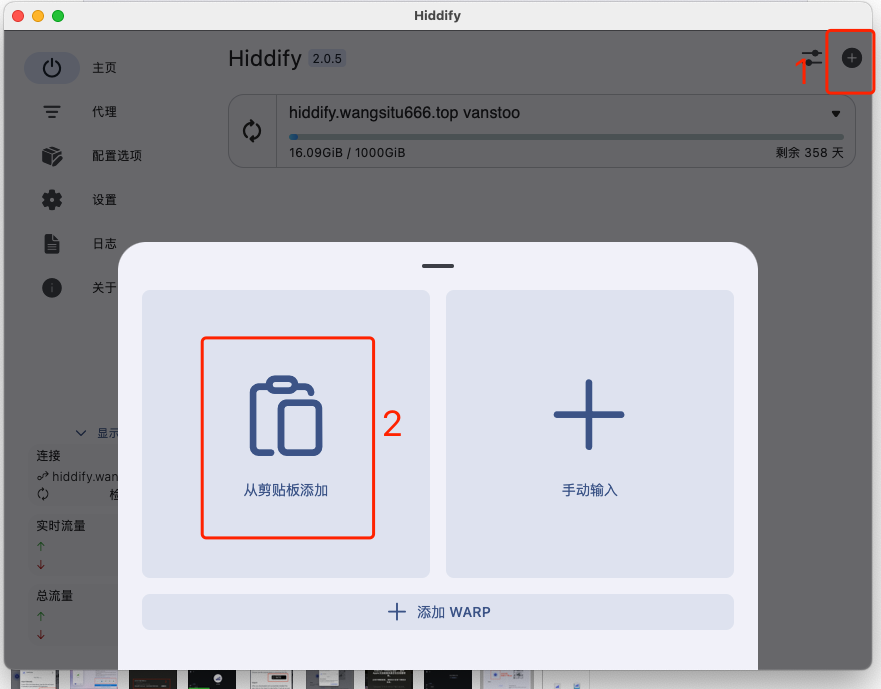 Hiddify
主页
代理
配置选项
设置
日志
关于
Hiddify 2.0.5
1
hiddify.wangsitu666.top vanstoo
16.09GiB / 1000GiB
剩余 358 天
从剪贴板添加
2
手动输入
添加 WARP
显示
连接
hiddify.wan
实时流量
总流量